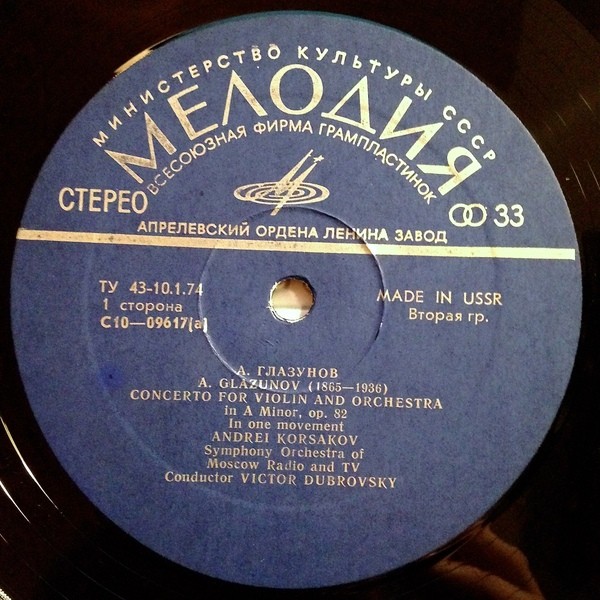 МИНИСТЕРСТВО КУЛЬТУРЫ СССР
МЕЛОДИЯ
ВСЕСОЮЗНАЯ ФИРМА ГРАМПЛАСТИНОК
СТЕРЕО
33
АПРЕЛЕВСКИЙ ОРДЕНА ЛЕНИНА ЗАВОД
ТУ 43-10.1.74
1 сторона
С10—09617(а)
MADE IN USSR
Вторая гр.
А. ГЛАЗУНОВ
A. GLAZUNOV (1865—1936)
CONCERTO FOR VIOLIN AND ORCHESTRA
in A Minor, op. 82
In one movement
ANDREI KORSAKOV
Symphony Orchestra of
Moscow Radio and TV
Conductor VICTOR DUBROVSKY